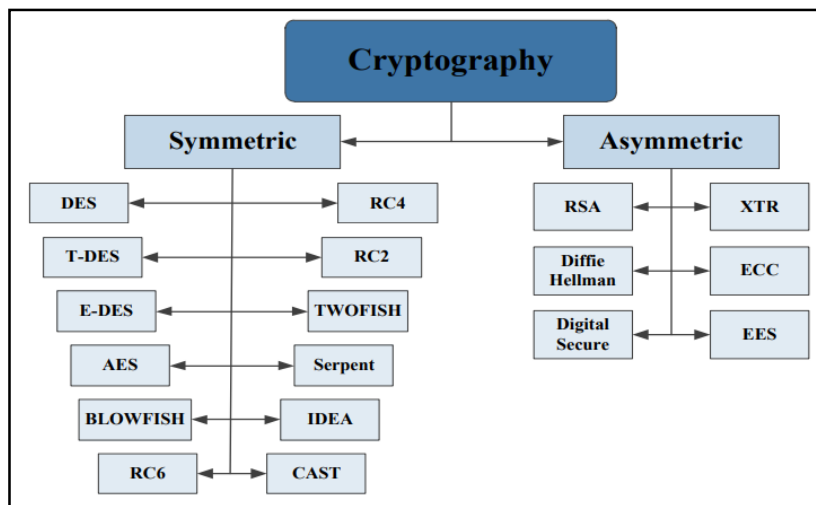 Cryptography
Symmetric
Asymmetric
DES
RC4
T-DES
RC2
E-DES
TWOFISH
AES
Serpent
BLOWFISH
IDEA
RC6
CAST
RSA
XTR
Diffie
Hellman
ECC
Digital
Secure
EES